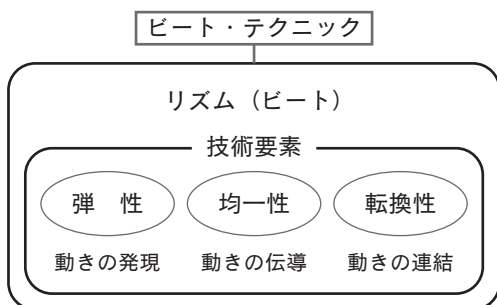 ビート・テクニック
リズム（ビート）
技術要素
弾　性　均一性　転換性
動きの発現　動きの伝導　動きの連結